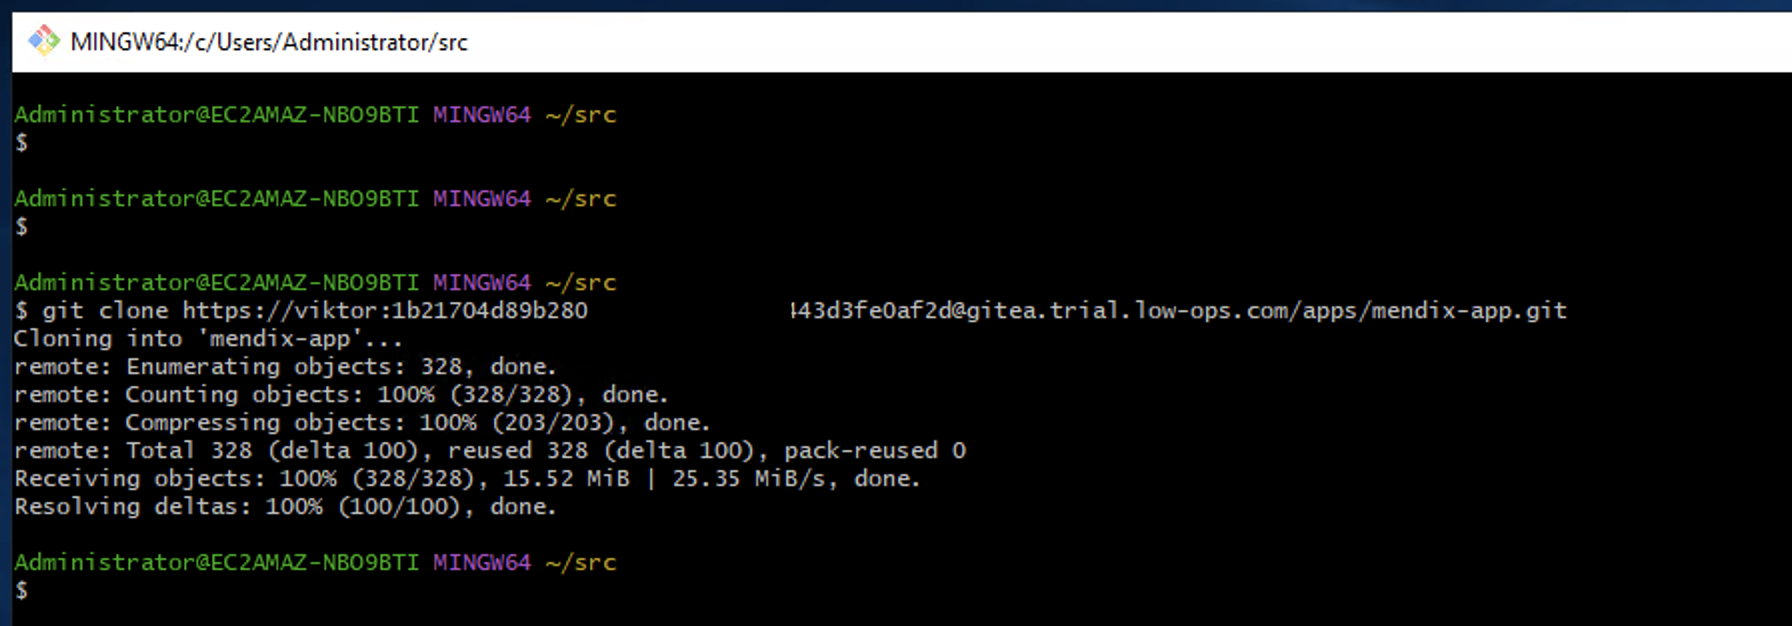 MINGW64:/c/Users/Administrator/src
Administrator@EC2AMAZ-NBO9BTI MINGW64 ~/src
$
Administrator@EC2AMAZ-NBO9BTI MINGW64 ~/src
$
Administrator@EC2AMAZ-NBO9BTI MINGW64 ~/src
$ git clone https://viktor:1b21704d89b280 443d3fe0af2d@gitea.trial.low-ops.com/apps/mendix-app.git
Cloning into 'mendix-app'...
remote: Enumerating objects: 328, done.
remote: Counting objects: 100% (328/328), done.
remote: Compressing objects: 100% (203/203), done.
remote: Total 328 (delta 100), reused 328 (delta 100), pack-reused 0
Receiving objects: 100% (328/328), 15.52 MiB | 25.35 MiB/s, done.
Resolving deltas: 100% (100/100), done.
Administrator@EC2AMAZ-NBO9BTI MINGW64 ~/src
$